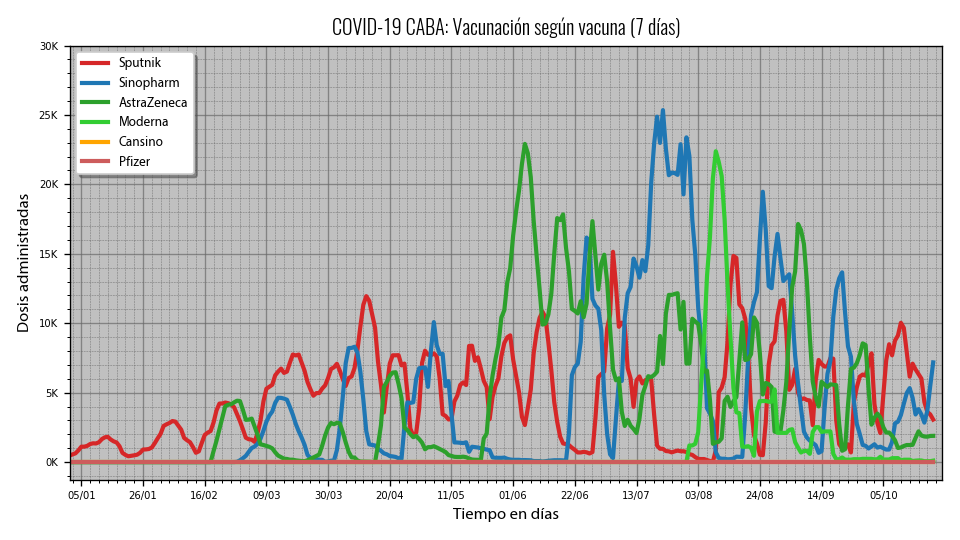 COVID-19 CABA: Vacunación según vacuna (7 días)
Sputnik
Sinopharm
AstraZeneca
Moderna
Cansino
Pfizer
30K
25K
20K
15K
10K
5K
0K
Dosis administradas
05/01 26/01 16/02 09/03 30/03 20/04 11/05 01/06 22/06 13/07 03/08 24/08 14/09 05/10
Tiempo en días